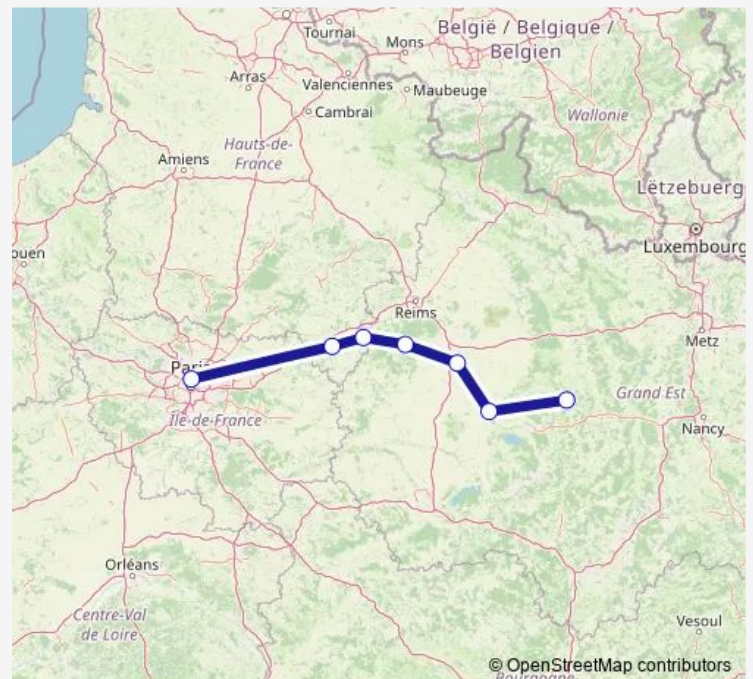 Tournai
België / Belgique /
Belgien
Mons
Arras
Valenciennes
Maubeuge
Cambrai
Wallonie
Hauts-de-
France
Amiens
Lëtzebuerg
Luxembourg
ouen
Reims
Metz
Paris
Grand Est
Île-de-France
Nancy
Orléans
Centre-Val
de Loire
Vesoul
© OpenStreetMap contributors